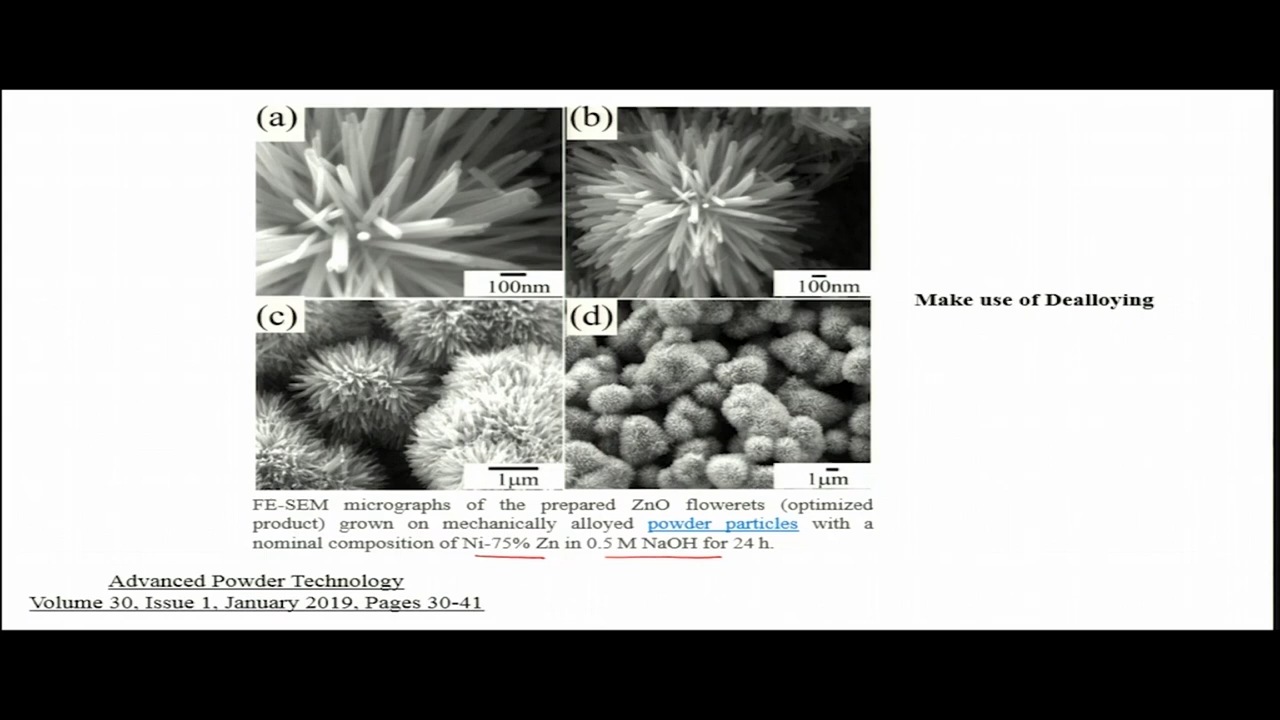 (a)
(b)
100nm
100nm
Make use of Dealloying
(c)
(d)
1μm
1μm
FE-SEM micrographs of the prepared ZnO flowerets (optimized
product) grown on mechanically alloyed powder particles with a
nominal composition of Ni-75% Zn in 0.5 M NaOH for 24 h.
Advanced Powder Technology
Volume 30, Issue 1, January 2019, Pages 30-41